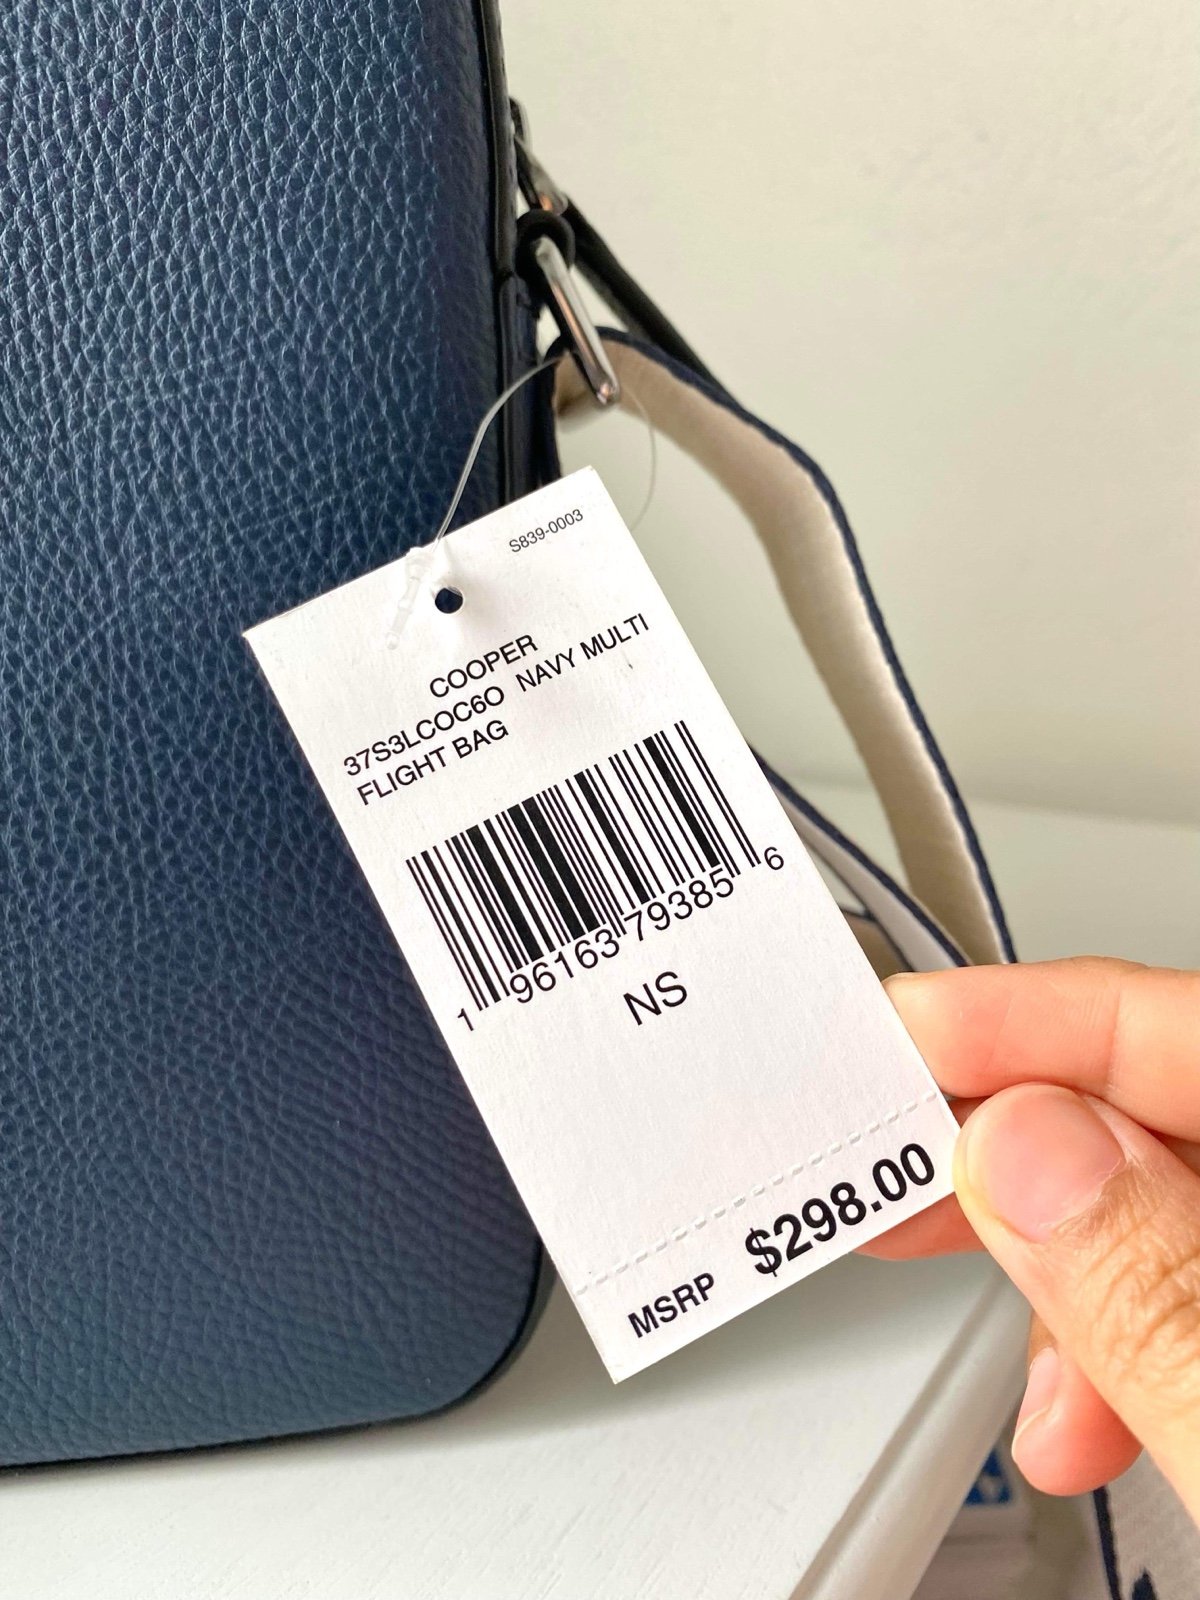 S839-0003
COOPER
37S3LCOC6O NAVY MULTI
FLIGHT BAG
1 96163 79385 6
NS
MSRP $298.00